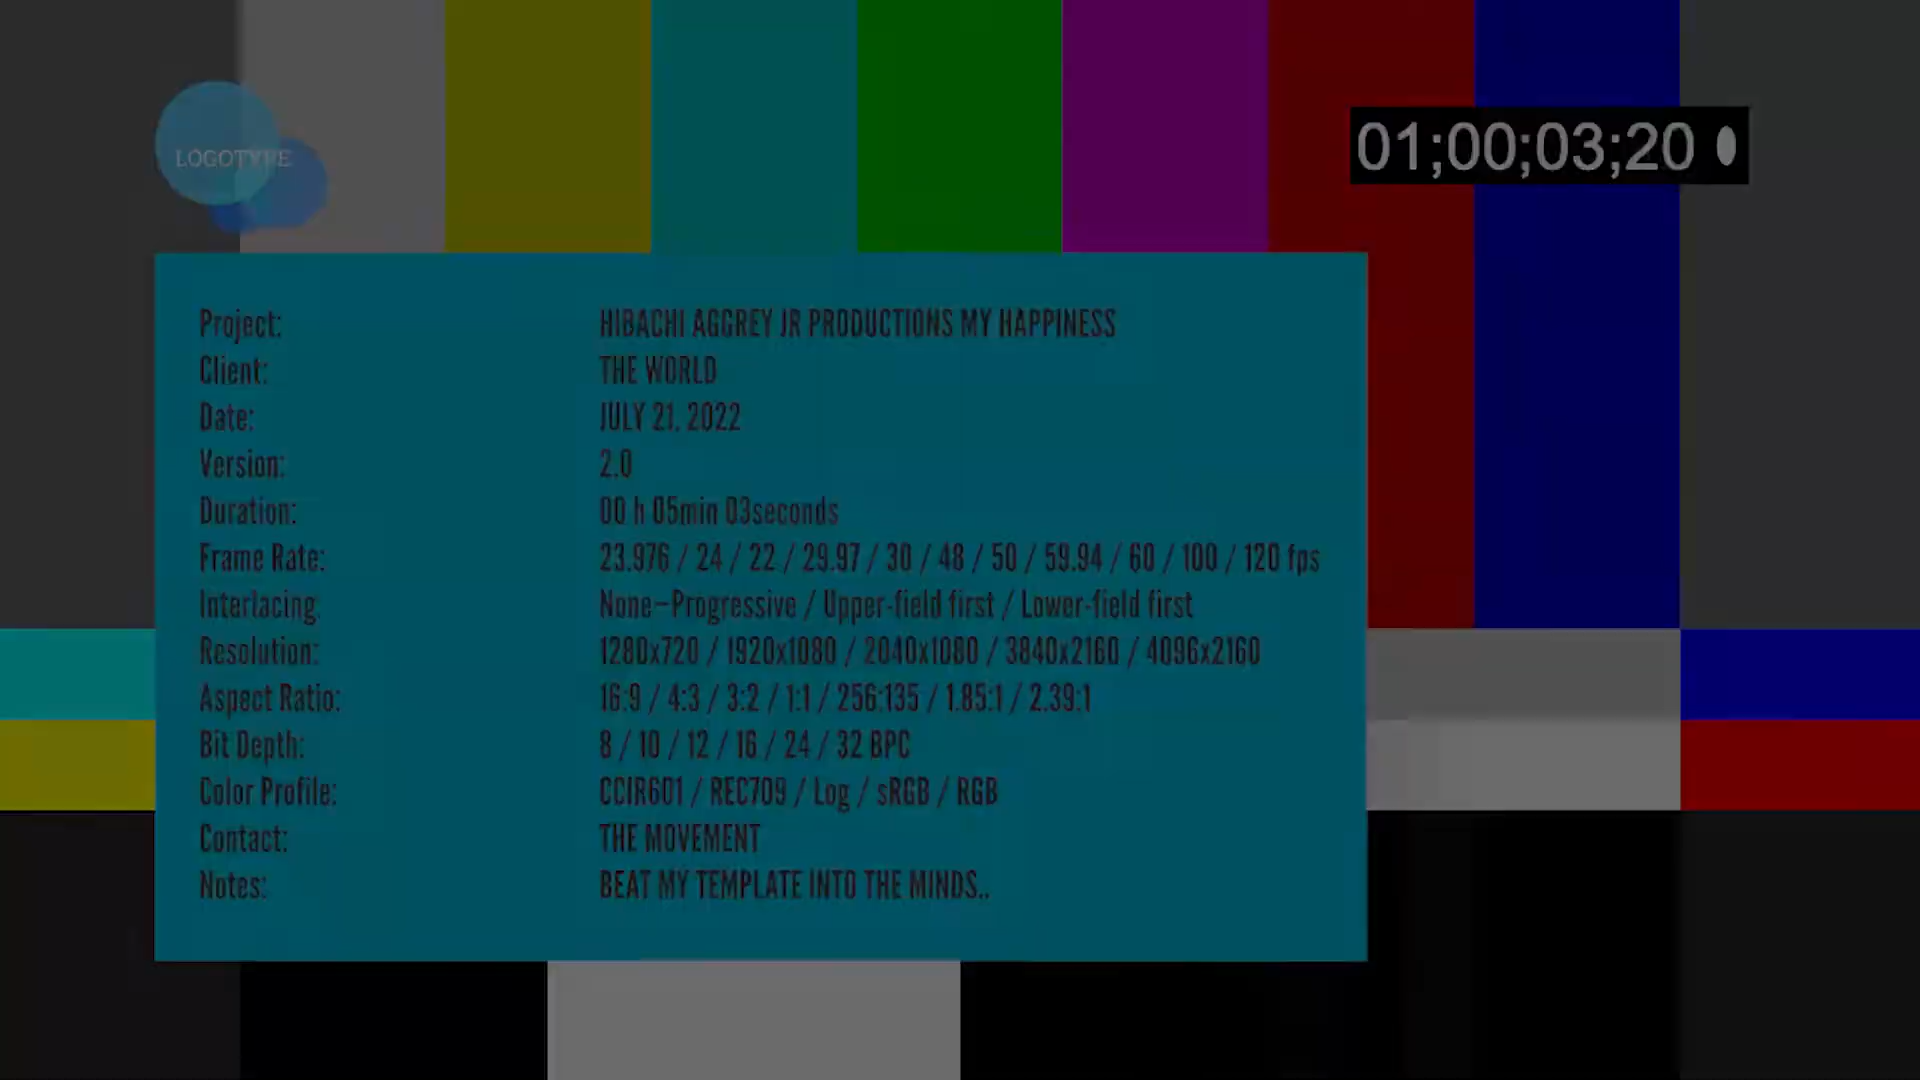 LOGOTYPE
01;00;03;20
Project: HIBACHI AGGREY JR PRODUCTIONS MY HAPPINESS
Client: THE WORLD
Date: JULY 21, 2022
Version: 2.0
Duration: 00 h 05min 03seconds
Frame Rate: 23.976 / 24 / 22 / 29.97 / 30 / 48 / 50 / 59.94 / 60 / 100 / 120 fps
Interlacing: None–Progressive / Upper-field first / Lower-field first
Resolution: 1280x720 / 1920x1080 / 2040x1080 / 3840x2160 / 4096x2160
Aspect Ratio: 16:9 / 4:3 / 3:2 / 1:1 / 256:135 / 1.85:1 / 2.39:1
Bit Depth: 8 / 10 / 12 / 16 / 24 / 32 BPC
Color Profile: CCIR601 / REC709 / Log / sRGB / RGB
Contact: THE MOVEMENT
Notes: BEAT MY TEMPLATE INTO THE MINDS..